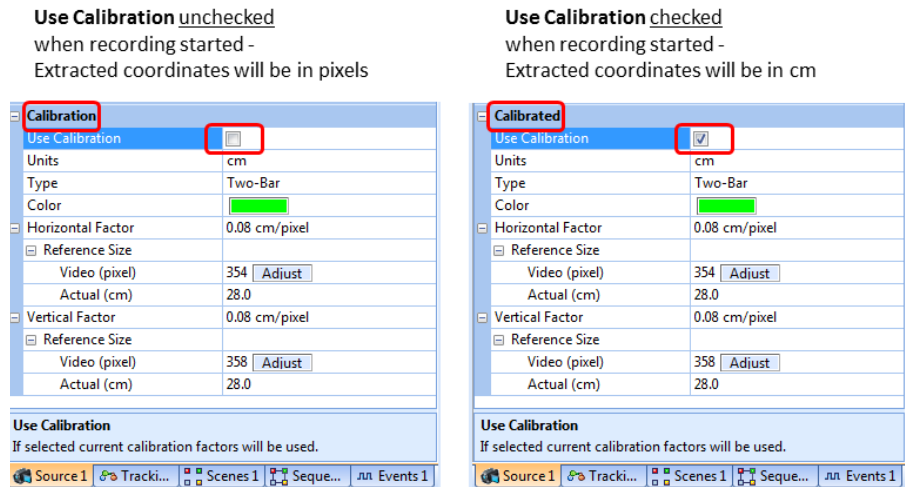 Use Calibration unchecked
when recording started -
Extracted coordinates will be in pixels
Calibration
Use Calibration
Units cm
Type Two-Bar
Color
Horizontal Factor 0.08 cm/pixel
Reference Size
Video (pixel) 354 Adjust
Actual (cm) 28.0
Vertical Factor 0.08 cm/pixel
Reference Size
Video (pixel) 358 Adjust
Actual (cm) 28.0
Use Calibration
If selected current calibration factors will be used.
Source 1 Tracki... Scenes 1 Seque... Events 1
Use Calibration checked
when recording started -
Extracted coordinates will be in cm
Calibrated
Use Calibration
Units cm
Type Two-Bar
Color
Horizontal Factor 0.08 cm/pixel
Reference Size
Video (pixel) 354 Adjust
Actual (cm) 28.0
Vertical Factor 0.08 cm/pixel
Reference Size
Video (pixel) 358 Adjust
Actual (cm) 28.0
Use Calibration
If selected current calibration factors will be used.
Source 1 Tracki... Scenes 1 Seque... Events 1